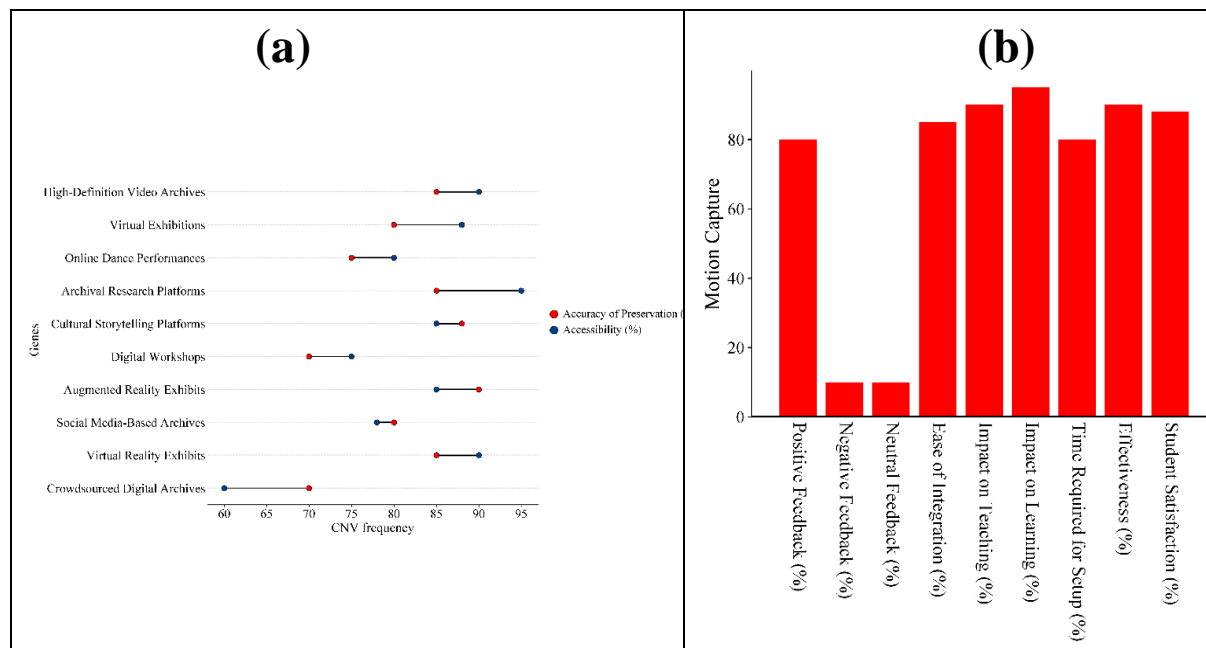 (a)
High-Definition Video Archives
Virtual Exhibitions
Online Dance Performances
Archival Research Platforms
Cultural Storytelling Platforms
Digital Workshops
Augmented Reality Exhibits
Social Media-Based Archives
Virtual Reality Exhibits
Crowdsourced Digital Archives
Genes
60 65 70 75 80 85 90 95
CNV frequency
Accuracy of Preservation (
Accessibility (%)
(b)
Motion Capture
80
60
40
20
0
Positive Feedback (%)
Negative Feedback (%)
Neutral Feedback (%)
Ease of Integration (%)
Impact on Teaching (%)
Impact on Learning (%)
Time Required for Setup (%)
Effectiveness (%)
Student Satisfaction (%)